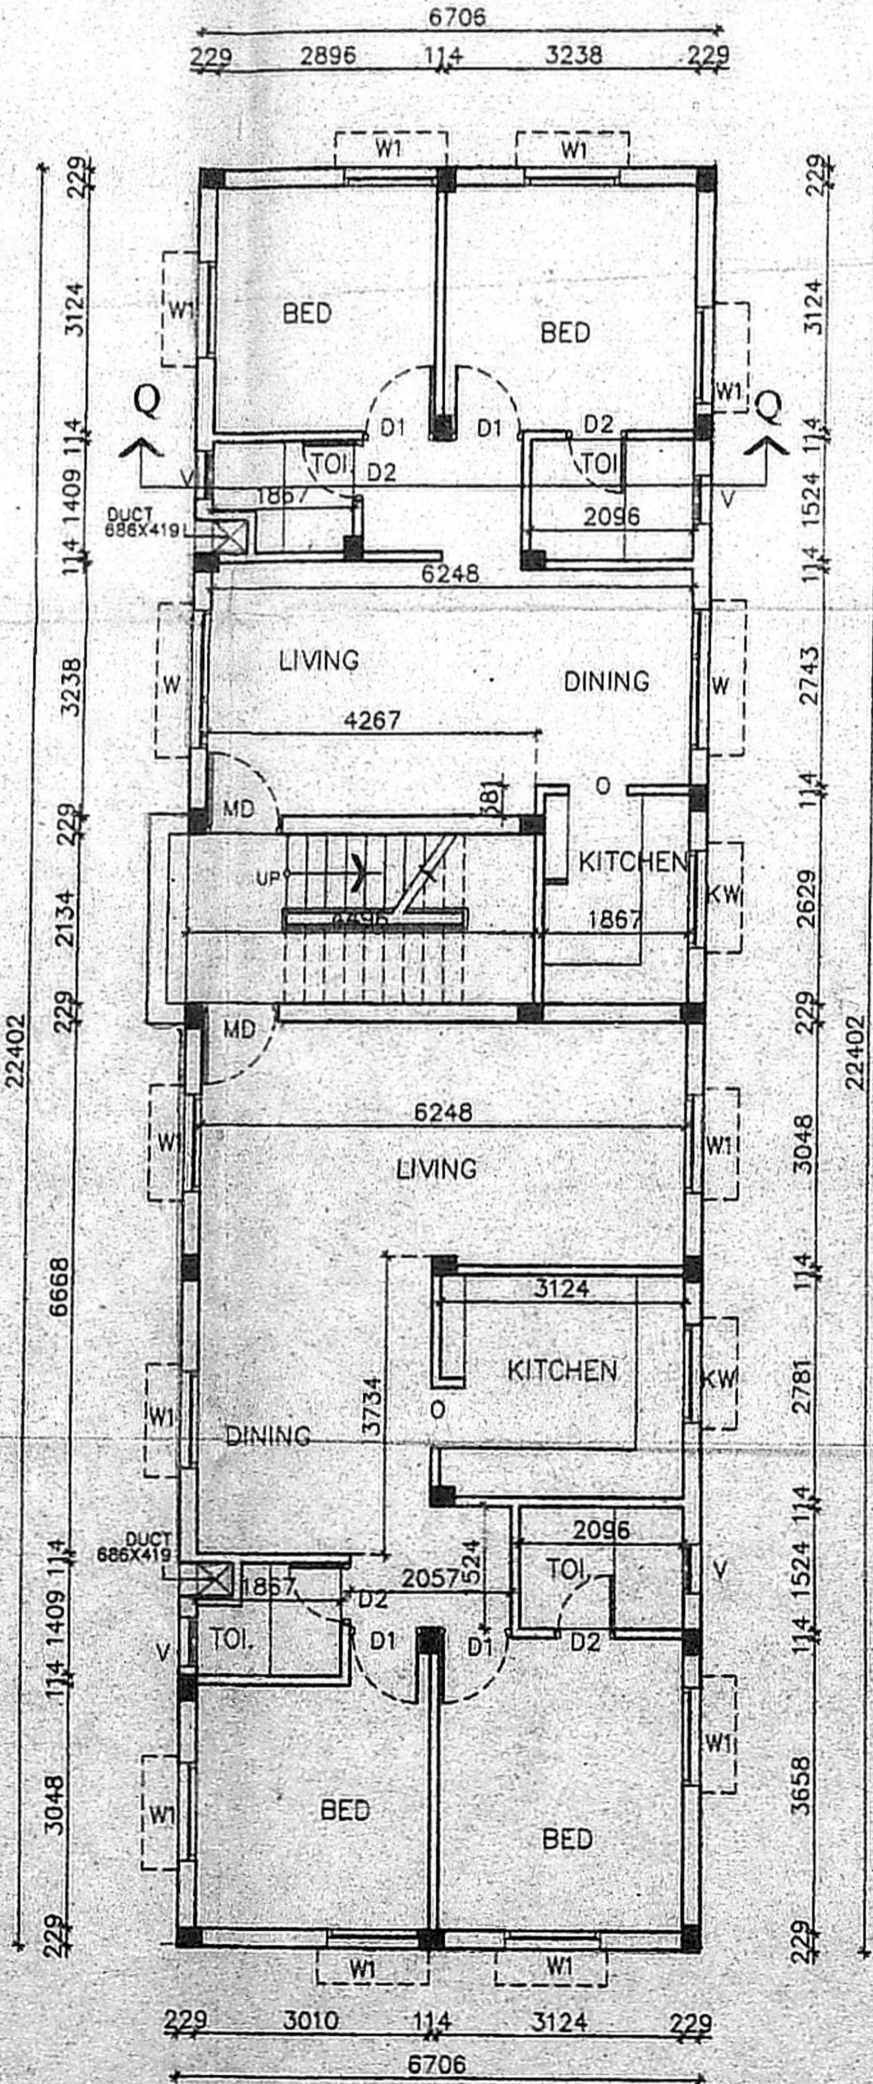 6706
229 2896 114 3238 229
W1 W1
229 229
3124 3124
W1 BED BED W1
Q Q
D1 D1 D2
114 114
TOI. D2 TOI.
V 1867 V
1409 2096 1524
DUCT
686X419
114 114
6248
LIVING
DINING
W W
3238 2743
4267
O
381 114
MD
229
UP KITCHEN
KW
2134 4496 1867 2629
229 229
MD
22402 22402
6248
W1 W1
3048
LIVING
6668 114
3124
KITCHEN KW
3734 2781
W1 O
DINING
114
DUCT
686X419
114 2096
1867 2057 1524 TOI. V 1524
D2
1409
V TOI. D1 D1 D2 114
114
W1
3048 3658
W1 BED
BED
229 229
W1 W1
229 3010 114 3124 229
6706